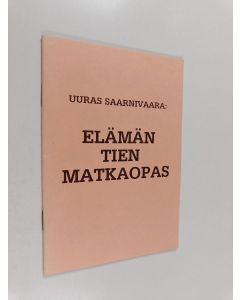 UURAS SAARNIVAARA:
ELÄMÄN
TIEN
MATKAOPAS